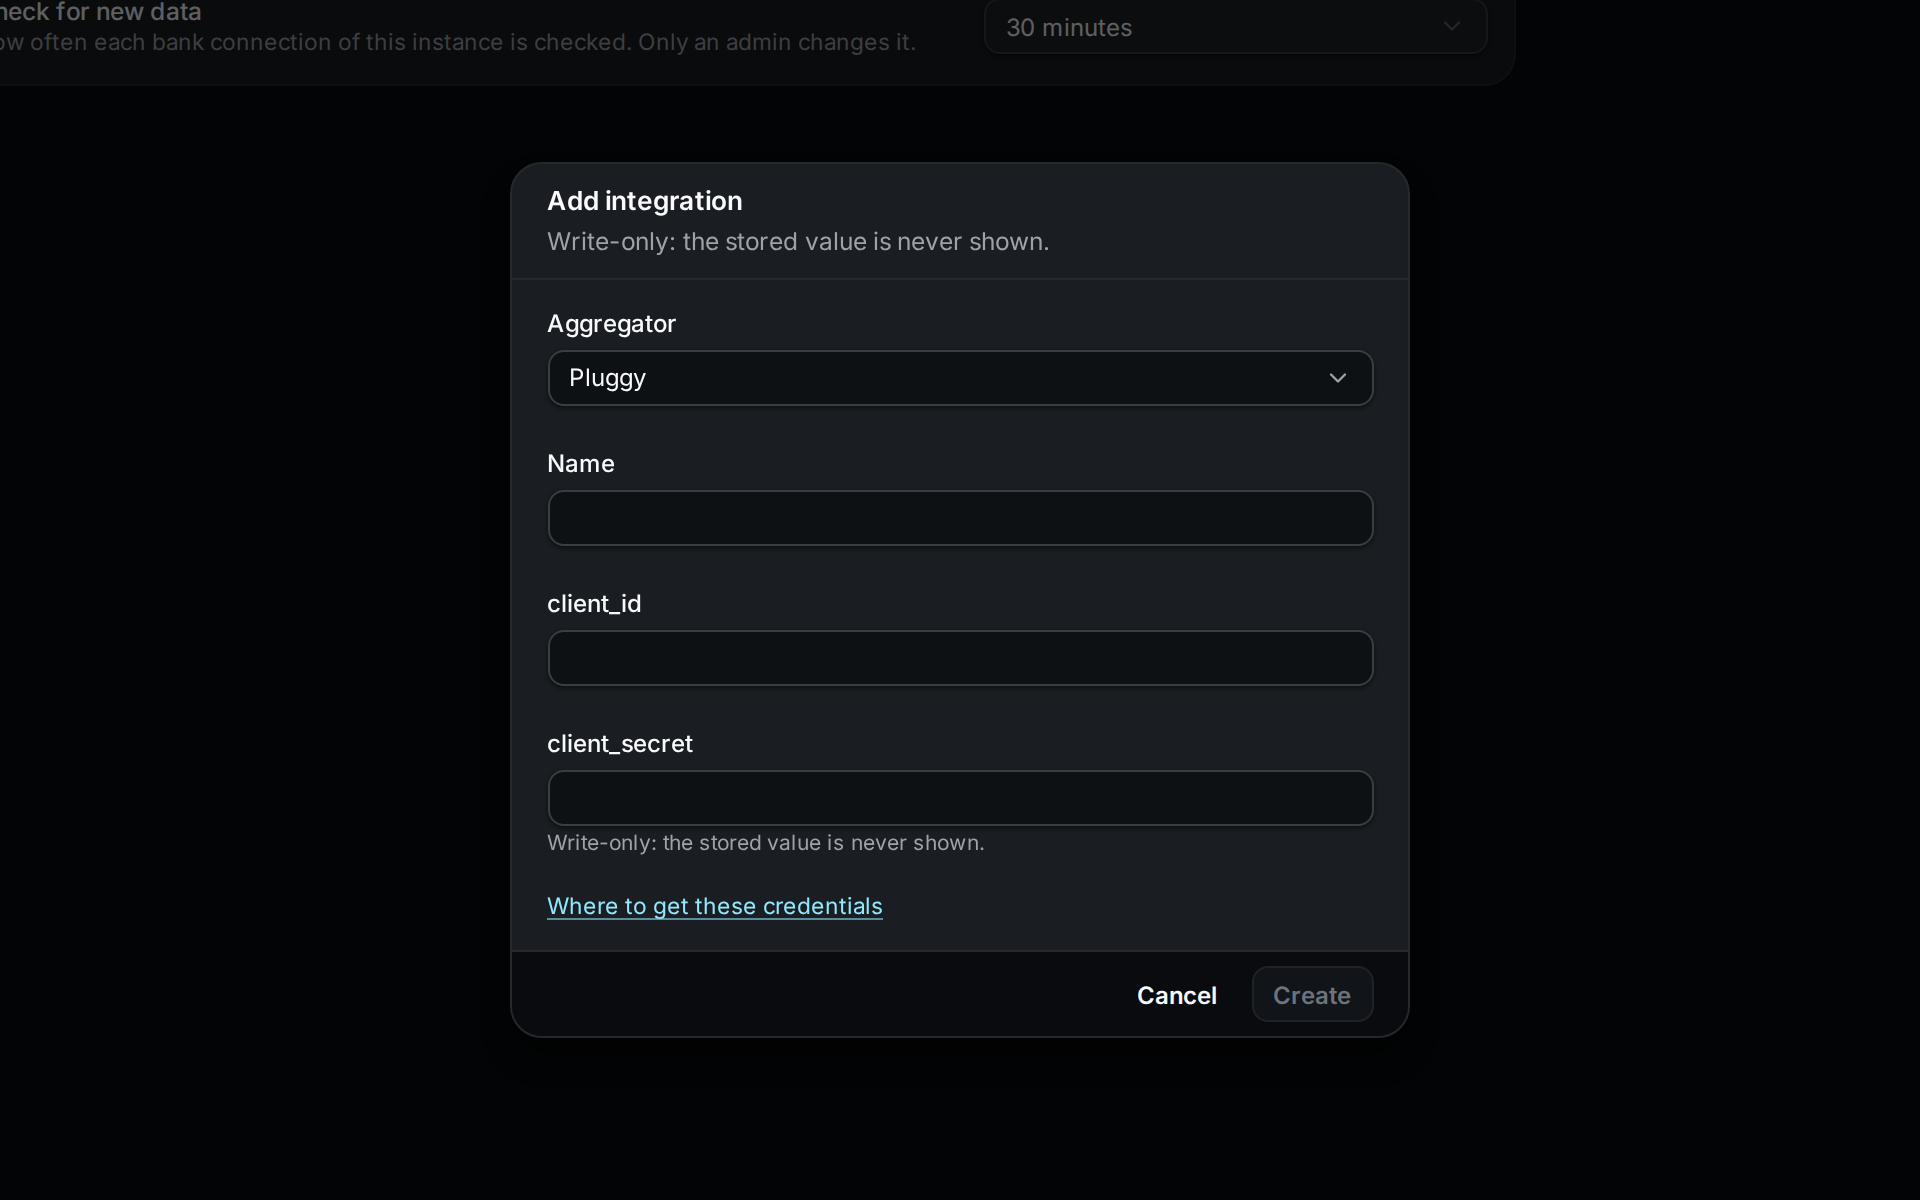 for new data
often each bank connection of this instance is checked. Only an admin changes it.
30 minutes
Add integration
Write-only: the stored value is never shown.
Aggregator
Pluggy
Name
client_id
client_secret
Write-only: the stored value is never shown.
Where to get these credentials
Cancel
Create